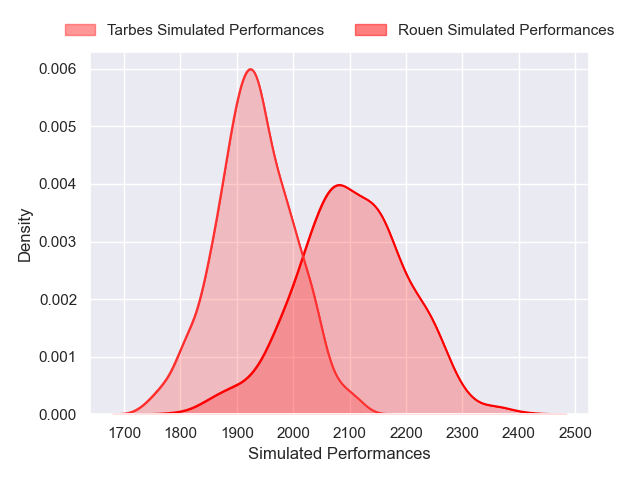 Tarbes Simulated Performances Rouen Simulated Performances
0.006
0.005
0.004
0.003
0.002
0.001
0.000
Density
1700 1800 1900 2000 2100 2200 2300 2400 2500
Simulated Performances